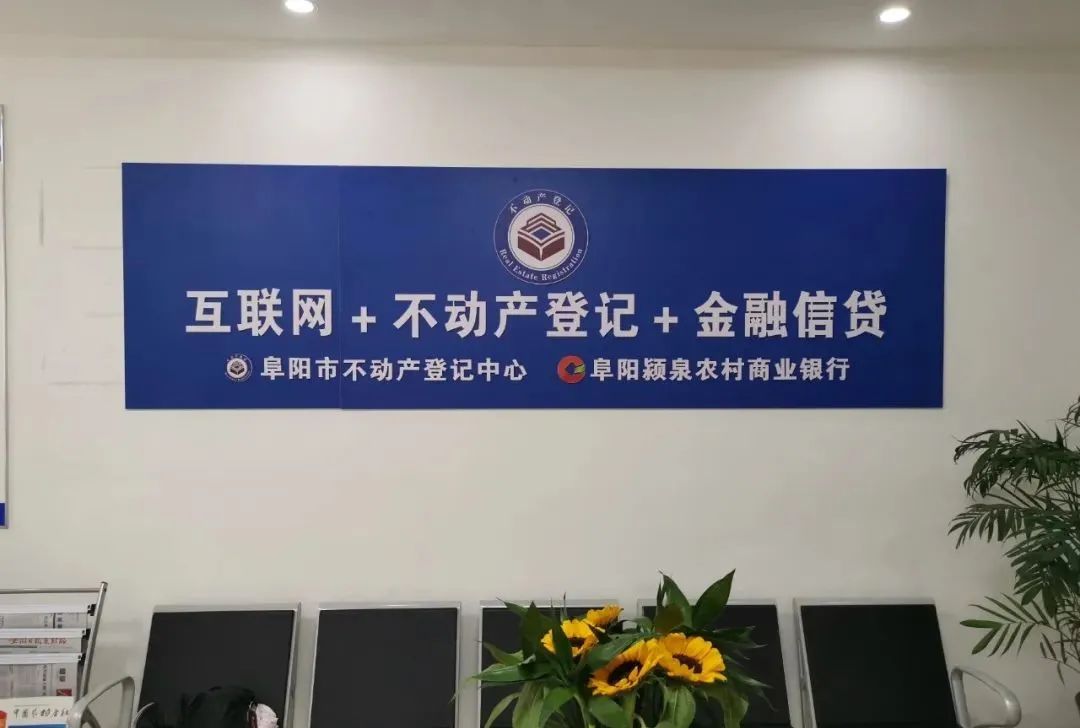 不动产登记
Real Estate Registration
互联网+不动产登记+金融信贷
阜阳市不动产登记中心 阜阳颍泉农村商业银行